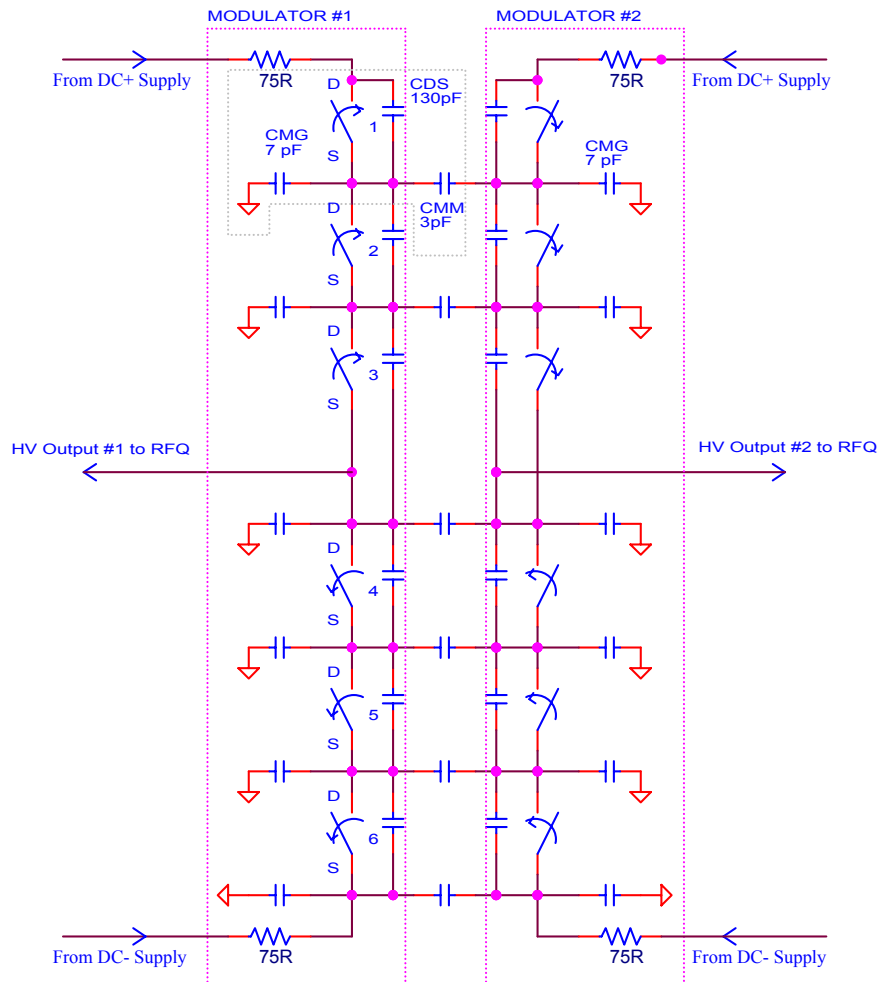 MODULATOR #1
MODULATOR #2
From DC+ Supply
75R
75R
From DC+ Supply
D
CDS
130pF
1
CMG
7 pF
CMG
7 pF
S
D
CMM
3pF
2
S
D
3
S
HV Output #1 to RFQ
HV Output #2 to RFQ
D
4
S
D
5
S
D
6
S
From DC- Supply
75R
75R
From DC- Supply